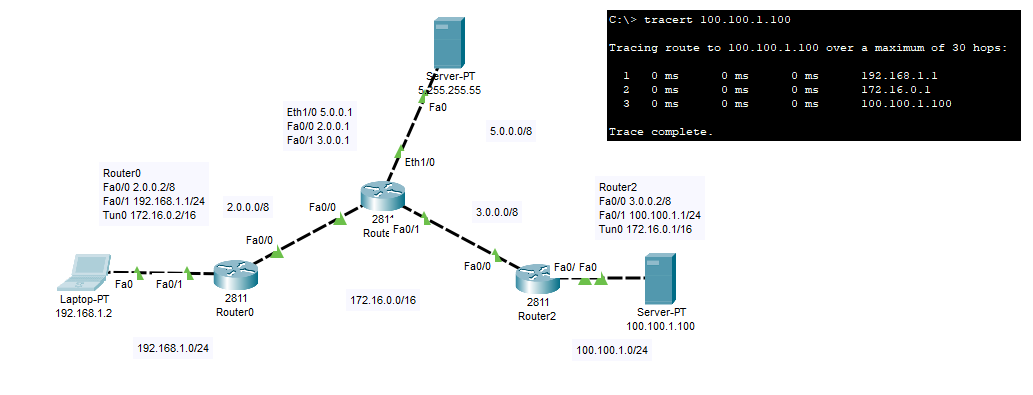 C:\> tracert 100.100.1.100
Tracing route to 100.100.1.100 over a maximum of 30 hops:
1 0 ms 0 ms 0 ms 192.168.1.1
2 0 ms 0 ms 0 ms 172.16.0.1
3 0 ms 0 ms 0 ms 100.100.1.100
Trace complete.
Server-PT
5.255.255.55
Fa0
Eth1/0 5.0.0.1
Fa0/0 2.0.0.1
Fa0/1 3.0.0.1
5.0.0.0/8
Eth1/0
Router0
Fa0/0 2.0.0.2/8
Fa0/1 192.168.1.1/24
Tun0 172.16.0.2/16
2.0.0.0/8
Fa0/0
2811
Route
Fa0/1
3.0.0.0/8
Router2
Fa0/0 3.0.0.2/8
Fa0/1 100.100.1.1/24
Tun0 172.16.0.1/16
Fa0/0
Fa0
Fa0/1
Laptop-PT
192.168.1.2
2811
Router0
172.16.0.0/16
Fa0/0
Fa0/
Fa0
2811
Router2
Server-PT
100.100.1.100
192.168.1.0/24
100.100.1.0/24